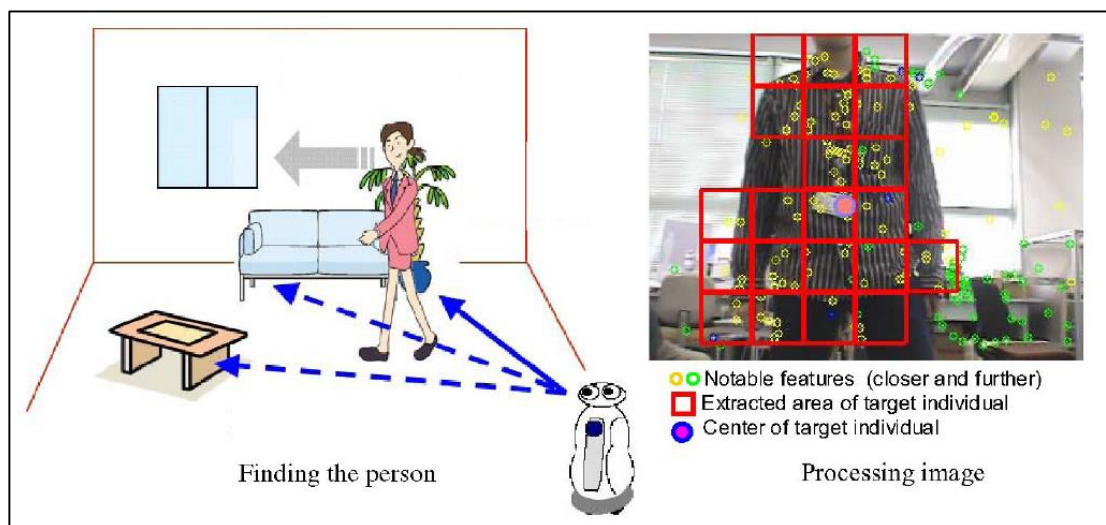 Notable features (closer and further)
Extracted area of target individual
Center of target individual
Finding the person
Processing image